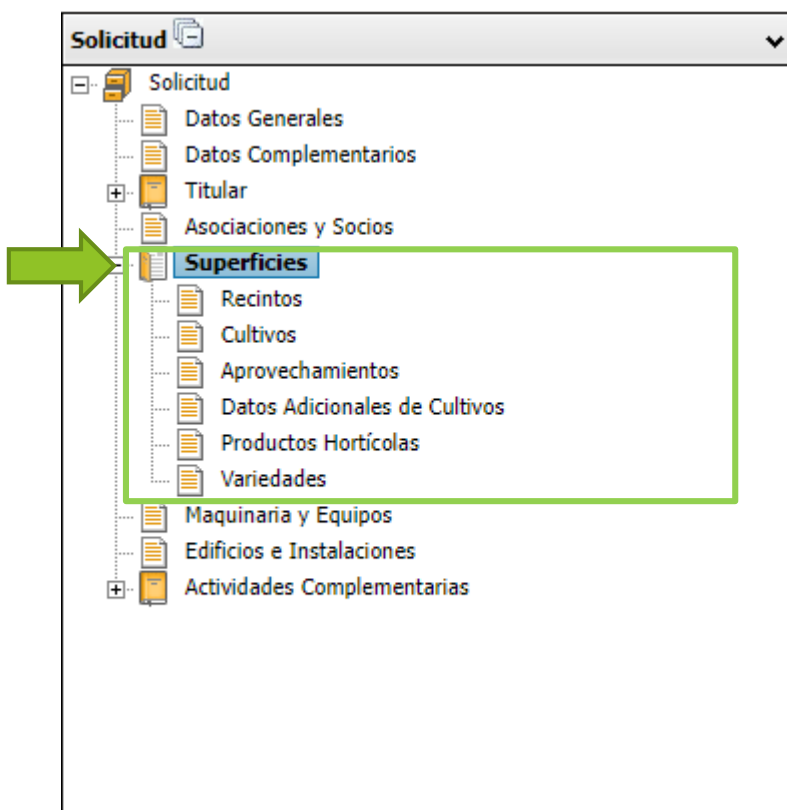 Solicitud
Solicitud
Datos Generales
Datos Complementarios
Titular
Asociaciones y Socios
Superficies
Recintos
Cultivos
Aprovechamientos
Datos Adicionales de Cultivos
Productos Hortícolas
Variedades
Maquinaria y Equipos
Edificios e Instalaciones
Actividades Complementarias